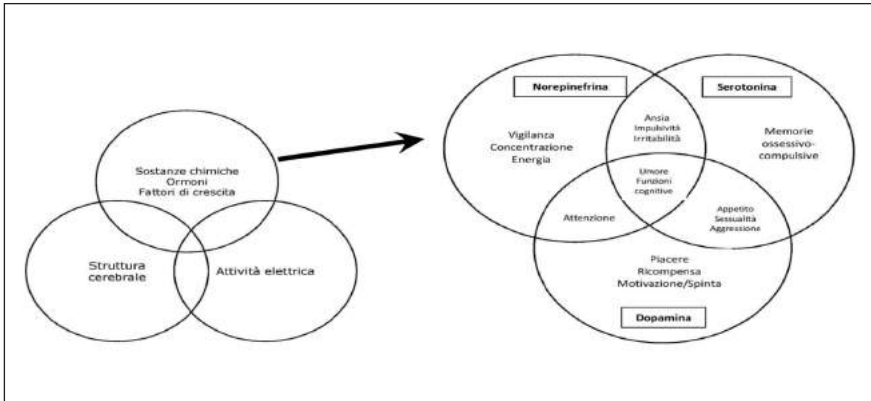 Sostanze chimiche
Ormoni
Fattori di crescita
Struttura
cerebrale
Attività elettrica
Norepinefrina
Serotonina
Vigilanza
Concentrazione
Energia
Ansia
Impulsività
Irritabilità
Memorie
ossessivo-
compulsive
Umore
Funzioni
cognitive
Attenzione
Appetito
Sessualità
Aggressione
Piacere
Ricompensa
Motivazione/Spinta
Dopamina